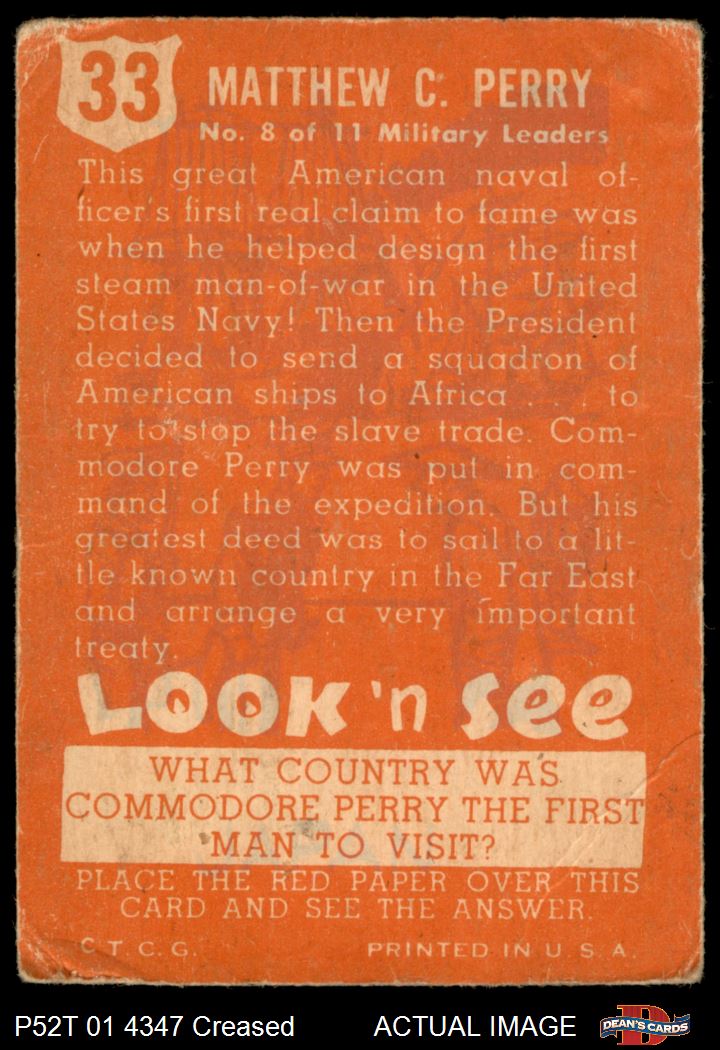 33
MATTHEW C. PERRY
No. 8 of 11 Military Leaders
This great American naval of-
ficer's first real claim to fame was
when he helped design the first
steam man-of-war in the United
States Navy! Then the President
decided to send a squadron of
American ships to Africa . . . to
try to stop the slave trade. Com-
modore Perry was put in com-
mand of the expedition. But his
greatest deed was to sail to a lit-
tle known country in the Far East
and arrange a very important
treaty.
LOOK 'n SEE
WHAT COUNTRY WAS
COMMODORE PERRY THE FIRST
MAN TO VISIT?
PLACE THE RED PAPER OVER THIS
CARD AND SEE THE ANSWER.
C T. C. G. PRINTED IN U. S. A.
P52T 01 4347 Creased ACTUAL IMAGE DEAN'S CARDS